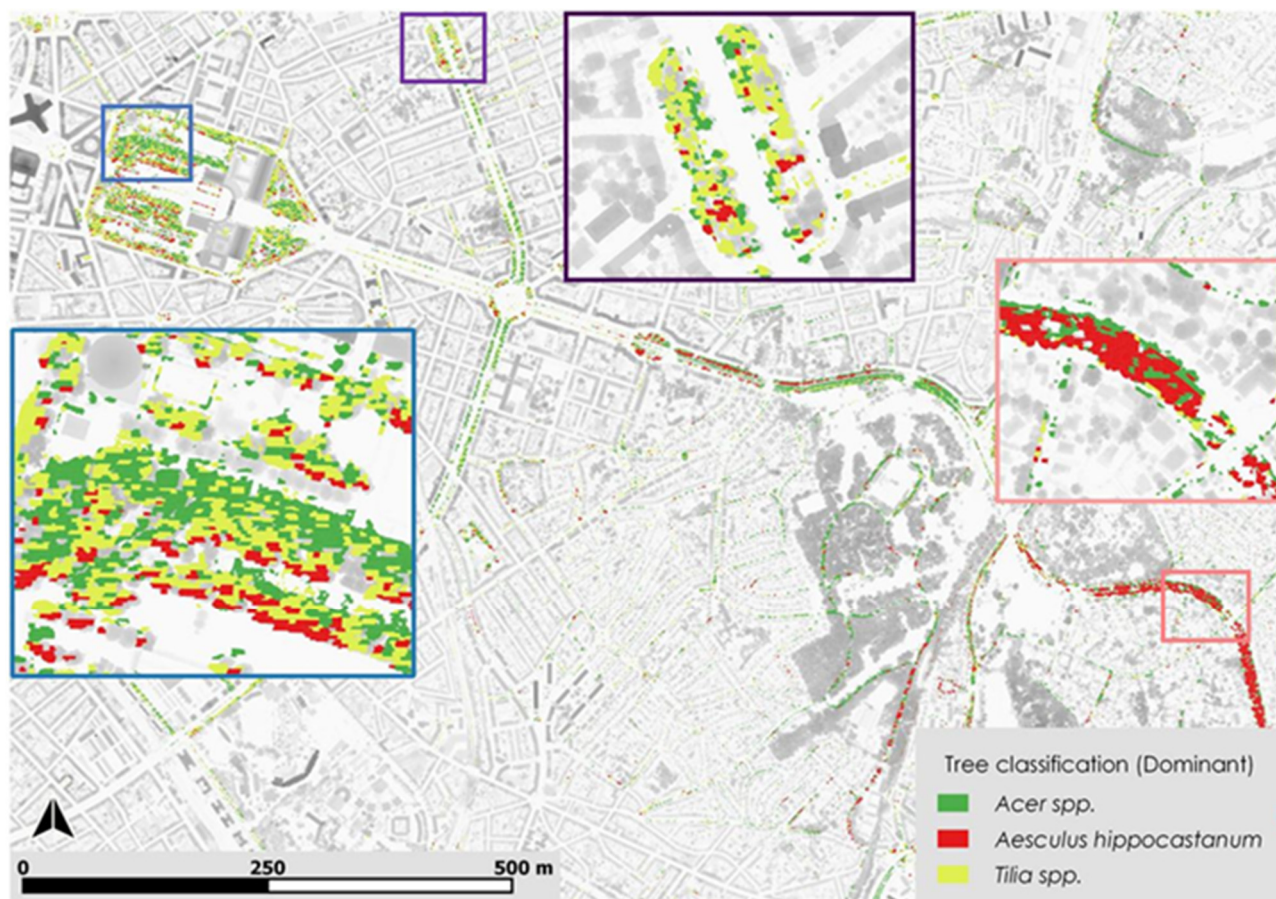 Tree classification (Dominant)
Acer spp.
Aesculus hippocastanum
Tilia spp.
0 250 500 m